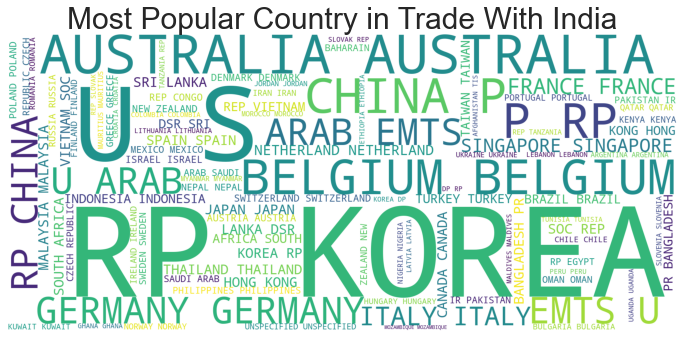 Most Popular Country in Trade With India
AUSTRALIA AUSTRALIA
US
RP KOREA
CHINA P
P RP
BELGIUM BELGIUM
U ARAB
ARAB EMTS
EMTS U
GERMANY GERMANY
ITALY ITALY
RP CHINA
FRANCE FRANCE
SINGAPORE SINGAPORE
HONG KONG
KONG HONG
SRI LANKA
DENMARK DENMARK
JORDAN JORDAN
SLOVAK REP
BAHARAIN
TANZANIA REP
REP CONGO
REP VIETNAM
MOROCCO MOROCCO
NEW ZEALAND
COLOMBIA COLOMBIA
LITHUANIA LITHUANIA
DSR SRI
SPAIN SPAIN
MEXICO MEXICO
NETHERLAND NETHERLAND
ISRAEL ISRAEL
ARAB SAUDI
IRAN IRAN
MYANMAR MYANMAR
NEPAL NEPAL
ETHIOPIA ETHIOPIA
TAIWAN TAIWAN
AFGHANISTAN TIS
PORTUGAL PORTUGAL
PAKISTAN IR
QATAR QATAR
KENYA KENYA
REP TANZANIA
UKRAINE UKRAINE
LEBANON LEBANON
ARGENTINA ARGENTINA
POLAND POLAND
REPUBLIC CZECH
ROMANIA ROMANIA
RUSSIA RUSSIA
VIETNAM SOC
FINLAND FINLAND
GREECE GREECE
CROATIA CROATIA
MALAYSIA MALAYSIA
SOUTH AFRICA
CZECH REPUBLIC
INDONESIA INDONESIA
SWITZERLAND SWITZERLAND
KOREA DP
DP RP
TURKEY TURKEY
BRAZIL BRAZIL
JAPAN JAPAN
AUSTRIA AUSTRIA
LANKA DSR
AFRICA SOUTH
KOREA RP
IRELAND IRELAND
SWEDEN SWEDEN
THAILAND THAILAND
SAUDI ARAB
HONG KONG
PHILIPPINES PHILIPPINES
ZEALAND NEW
NIGERIA NIGERIA
LATVIA LATVIA
CANADA CANADA
HUNGARY HUNGARY
IR PAKISTAN
MALDIVES MALDIVES
BANGLADESH PR
TUNISIA TUNISIA
SOC REP
CHILE CHILE
RP EGYPT
PERU PERU
OMAN OMAN
SLOVENIA SLOVENIA
PR BANGLADESH
UGANDA UGANDA
KUWAIT KUWAIT
GHANA GHANA
NORWAY NORWAY
UNSPECIFIED UNSPECIFIED
MOZAMBIQUE MOZAMBIQUE
BULGARIA BULGARIA